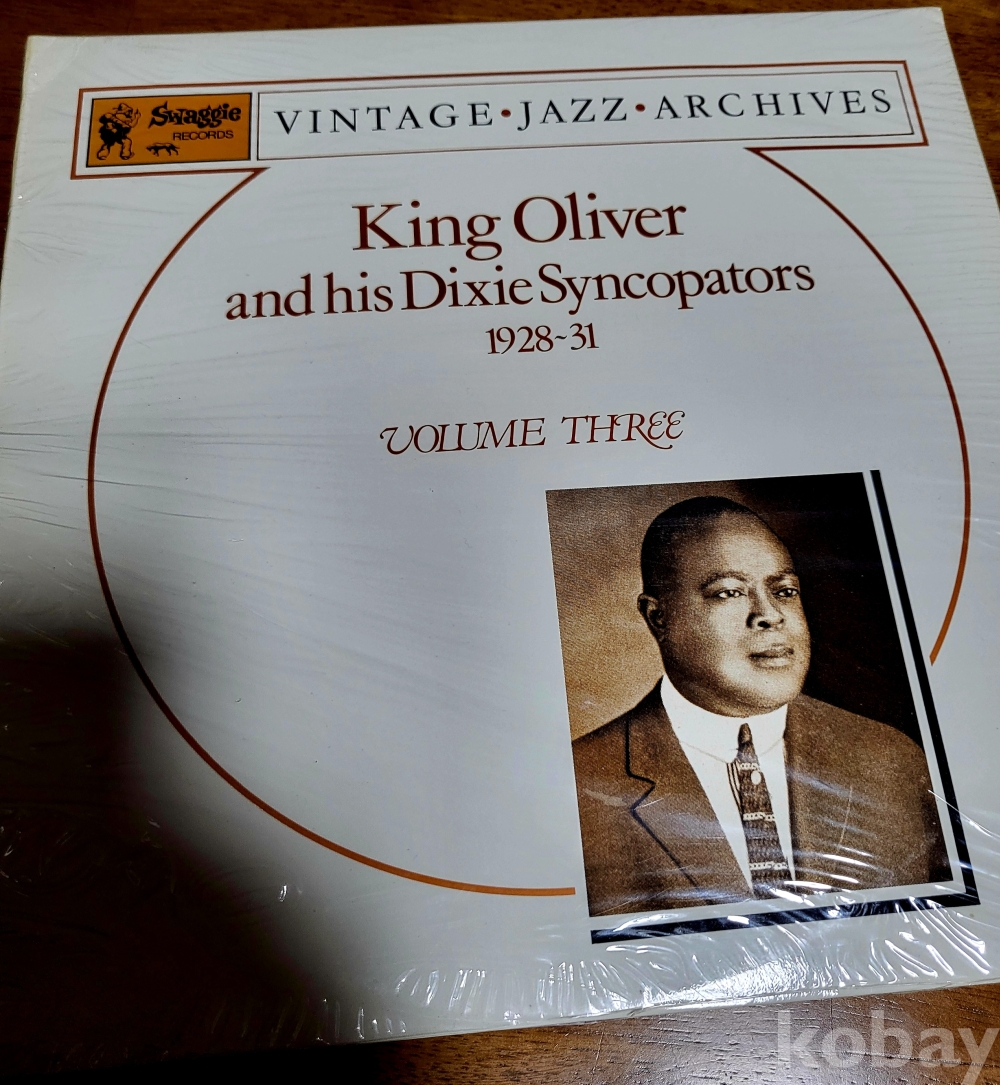 Swaggie
RECORDS
VINTAGE•JAZZ•ARCHIVES
King Oliver
and his Dixie Syncopators
1928~31
VOLUME THREE
kobay